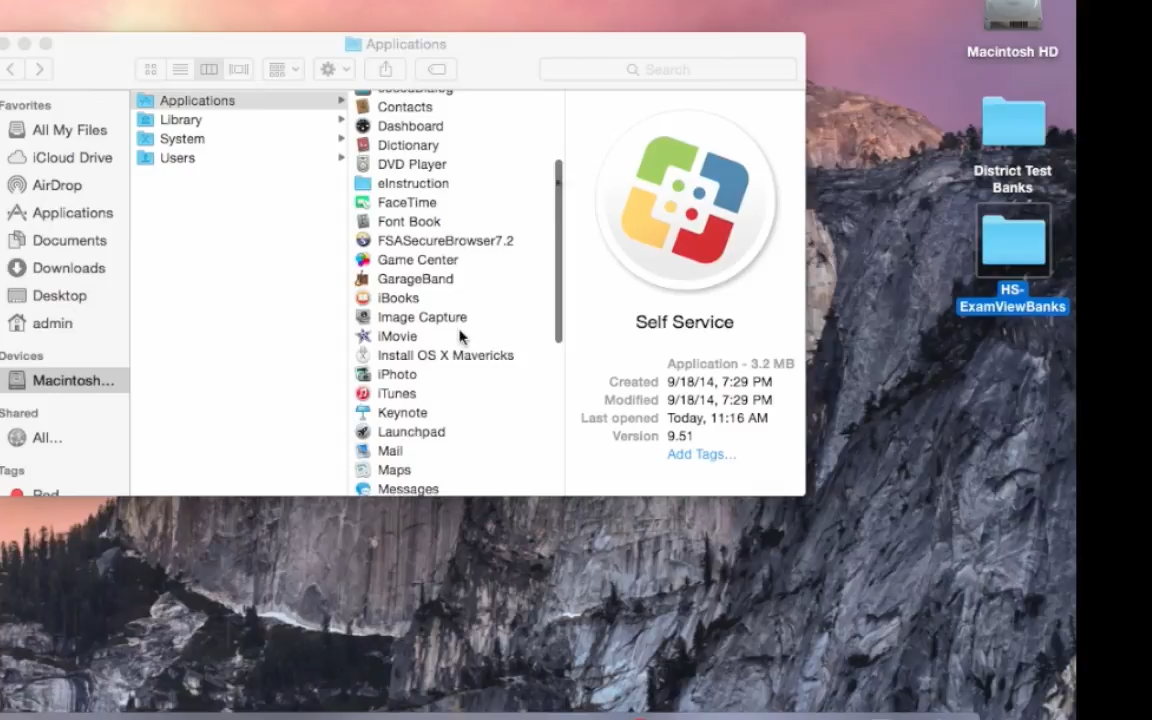 Applications
Search
Favorites
All My Files
iCloud Drive
AirDrop
Applications
Documents
Downloads
Desktop
admin
Devices
Macintosh...
Shared
All...
Tags
Red
Applications
Library
System
Users
Contacts
Dashboard
Dictionary
DVD Player
eInstruction
FaceTime
Font Book
FSASecureBrowser7.2
Game Center
GarageBand
iBooks
Image Capture
iMovie
Install OS X Mavericks
iPhoto
iTunes
Keynote
Launchpad
Mail
Maps
Messages
Self Service
Application - 3.2 MB
Created 9/18/14, 7:29 PM
Modified 9/18/14, 7:29 PM
Last opened Today, 11:16 AM
Version 9.51
Add Tags...
Macintosh HD
District Test
Banks
HS-
ExamViewBanks